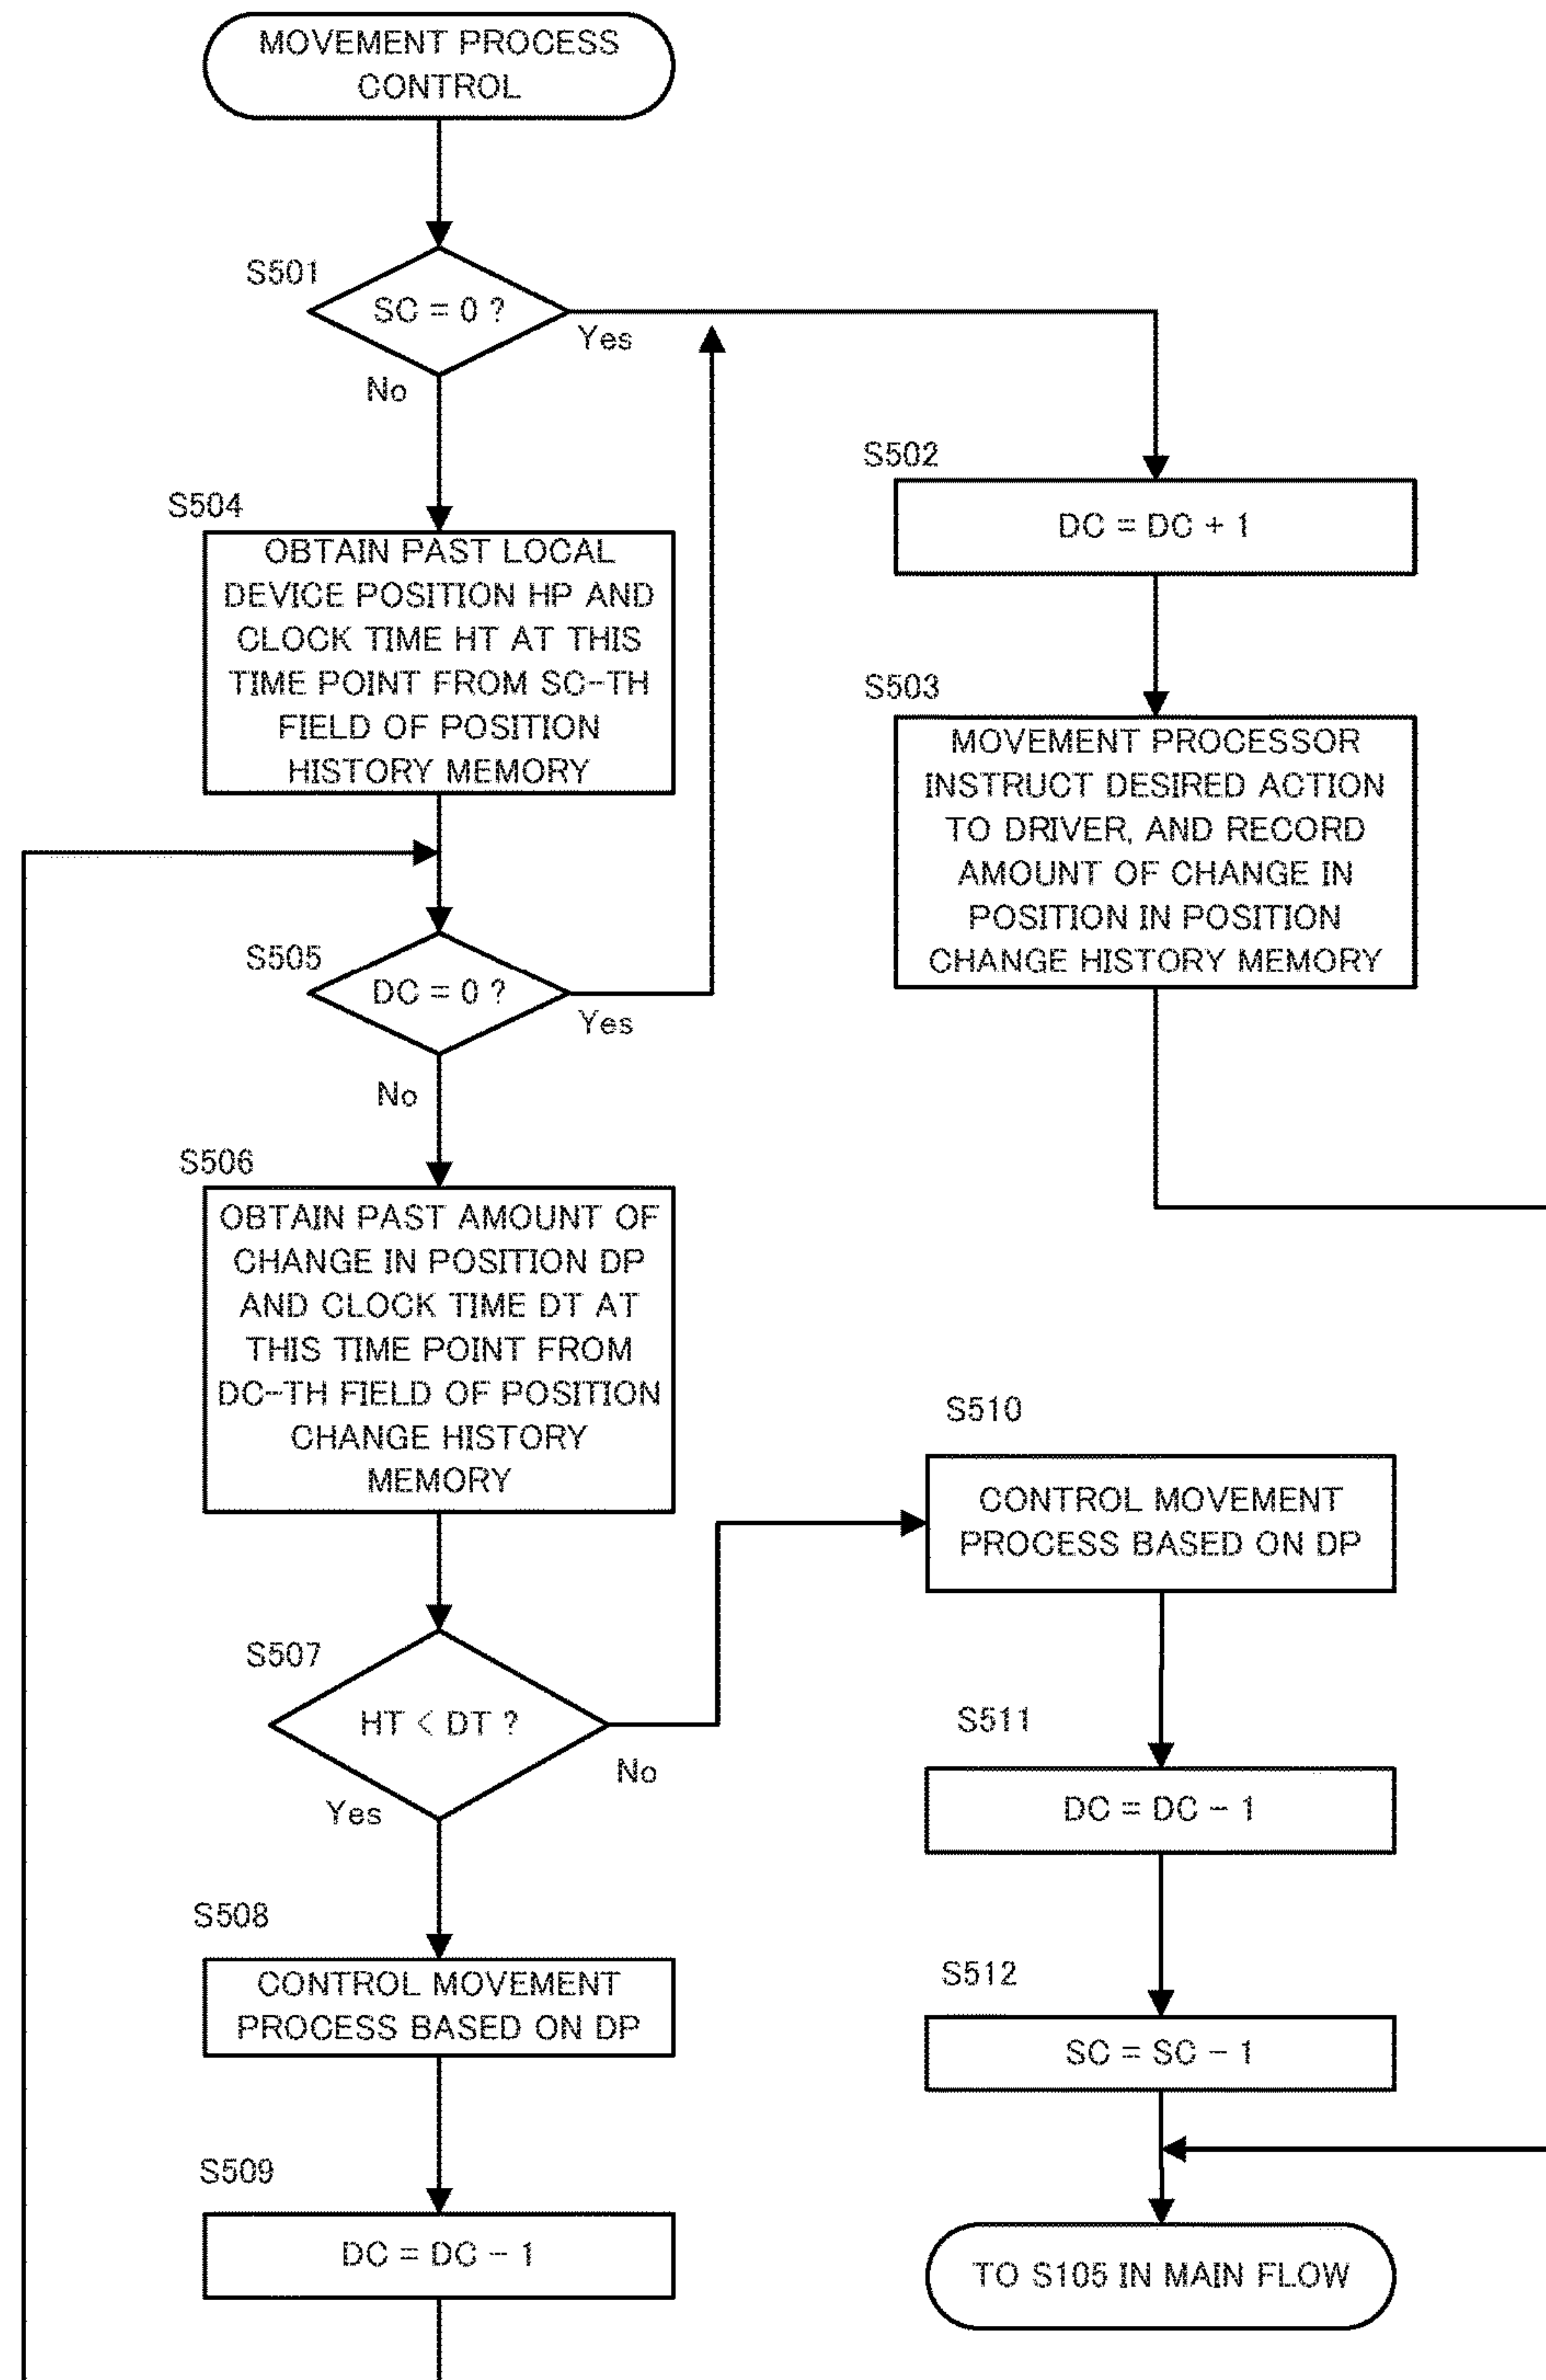 MOVEMENT PROCESS
CONTROL
S501
SC = 0 ?
Yes
No
S502
DC = DC + 1
S504
OBTAIN PAST LOCAL
DEVICE POSITION HP AND
CLOCK TIME HT AT THIS
TIME POINT FROM SC-TH
FIELD OF POSITION
HISTORY MEMORY
S503
MOVEMENT PROCESSOR
INSTRUCT DESIRED ACTION
TO DRIVER, AND RECORD
AMOUNT OF CHANGE IN
POSITION IN POSITION
CHANGE HISTORY MEMORY
S505
DC = 0 ?
Yes
No
S506
OBTAIN PAST AMOUNT OF
CHANGE IN POSITION DP
AND CLOCK TIME DT AT
THIS TIME POINT FROM
DC-TH FIELD OF POSITION
CHANGE HISTORY
MEMORY
S510
CONTROL MOVEMENT
PROCESS BASED ON DP
S507
HT < DT ?
No
Yes
S511
DC = DC - 1
S508
CONTROL MOVEMENT
PROCESS BASED ON DP
S512
SC = SC - 1
S509
DC = DC - 1
TO S105 IN MAIN FLOW